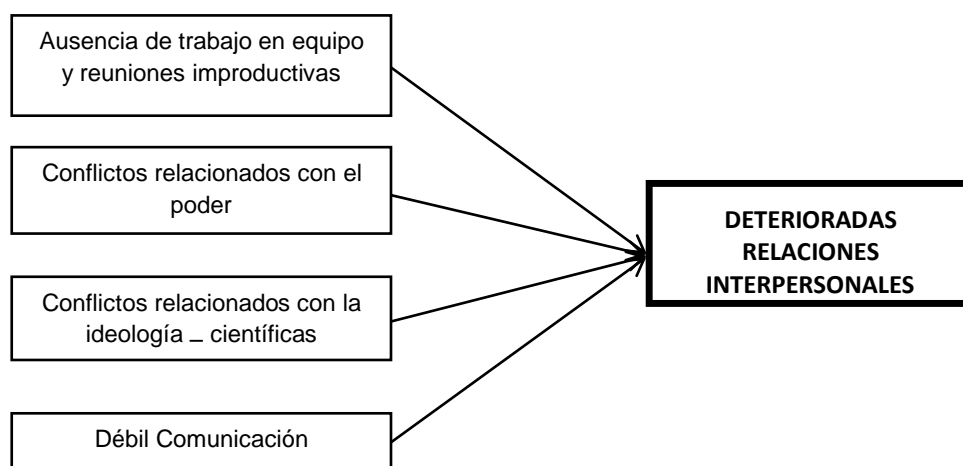 Ausencia de trabajo en equipo
y reuniones improductivas
Conflictos relacionados con el
poder
DETERIORADAS
RELACIONES
INTERPERSONALES
Conflictos relacionados con la
ideología _ científicas
Débil Comunicación